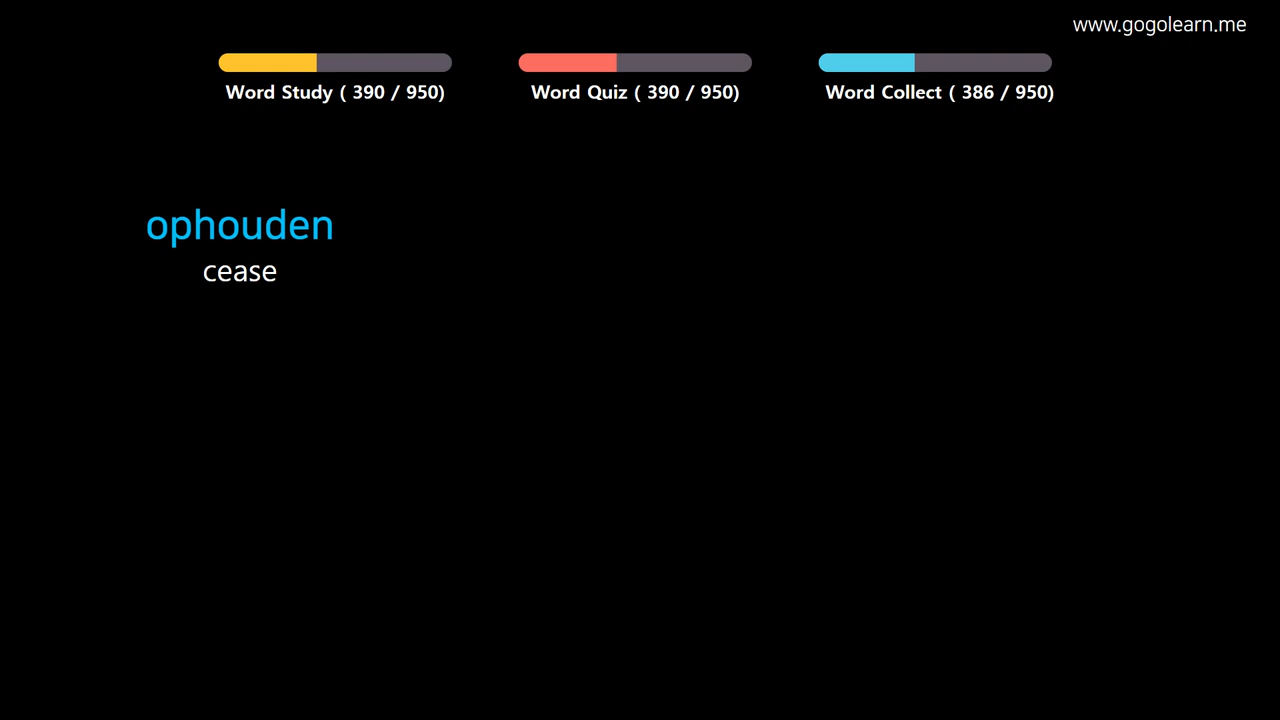 www.gogolearn.me
Word Study ( 390 / 950)
Word Quiz ( 390 / 950)
Word Collect ( 386 / 950)
ophouden
cease